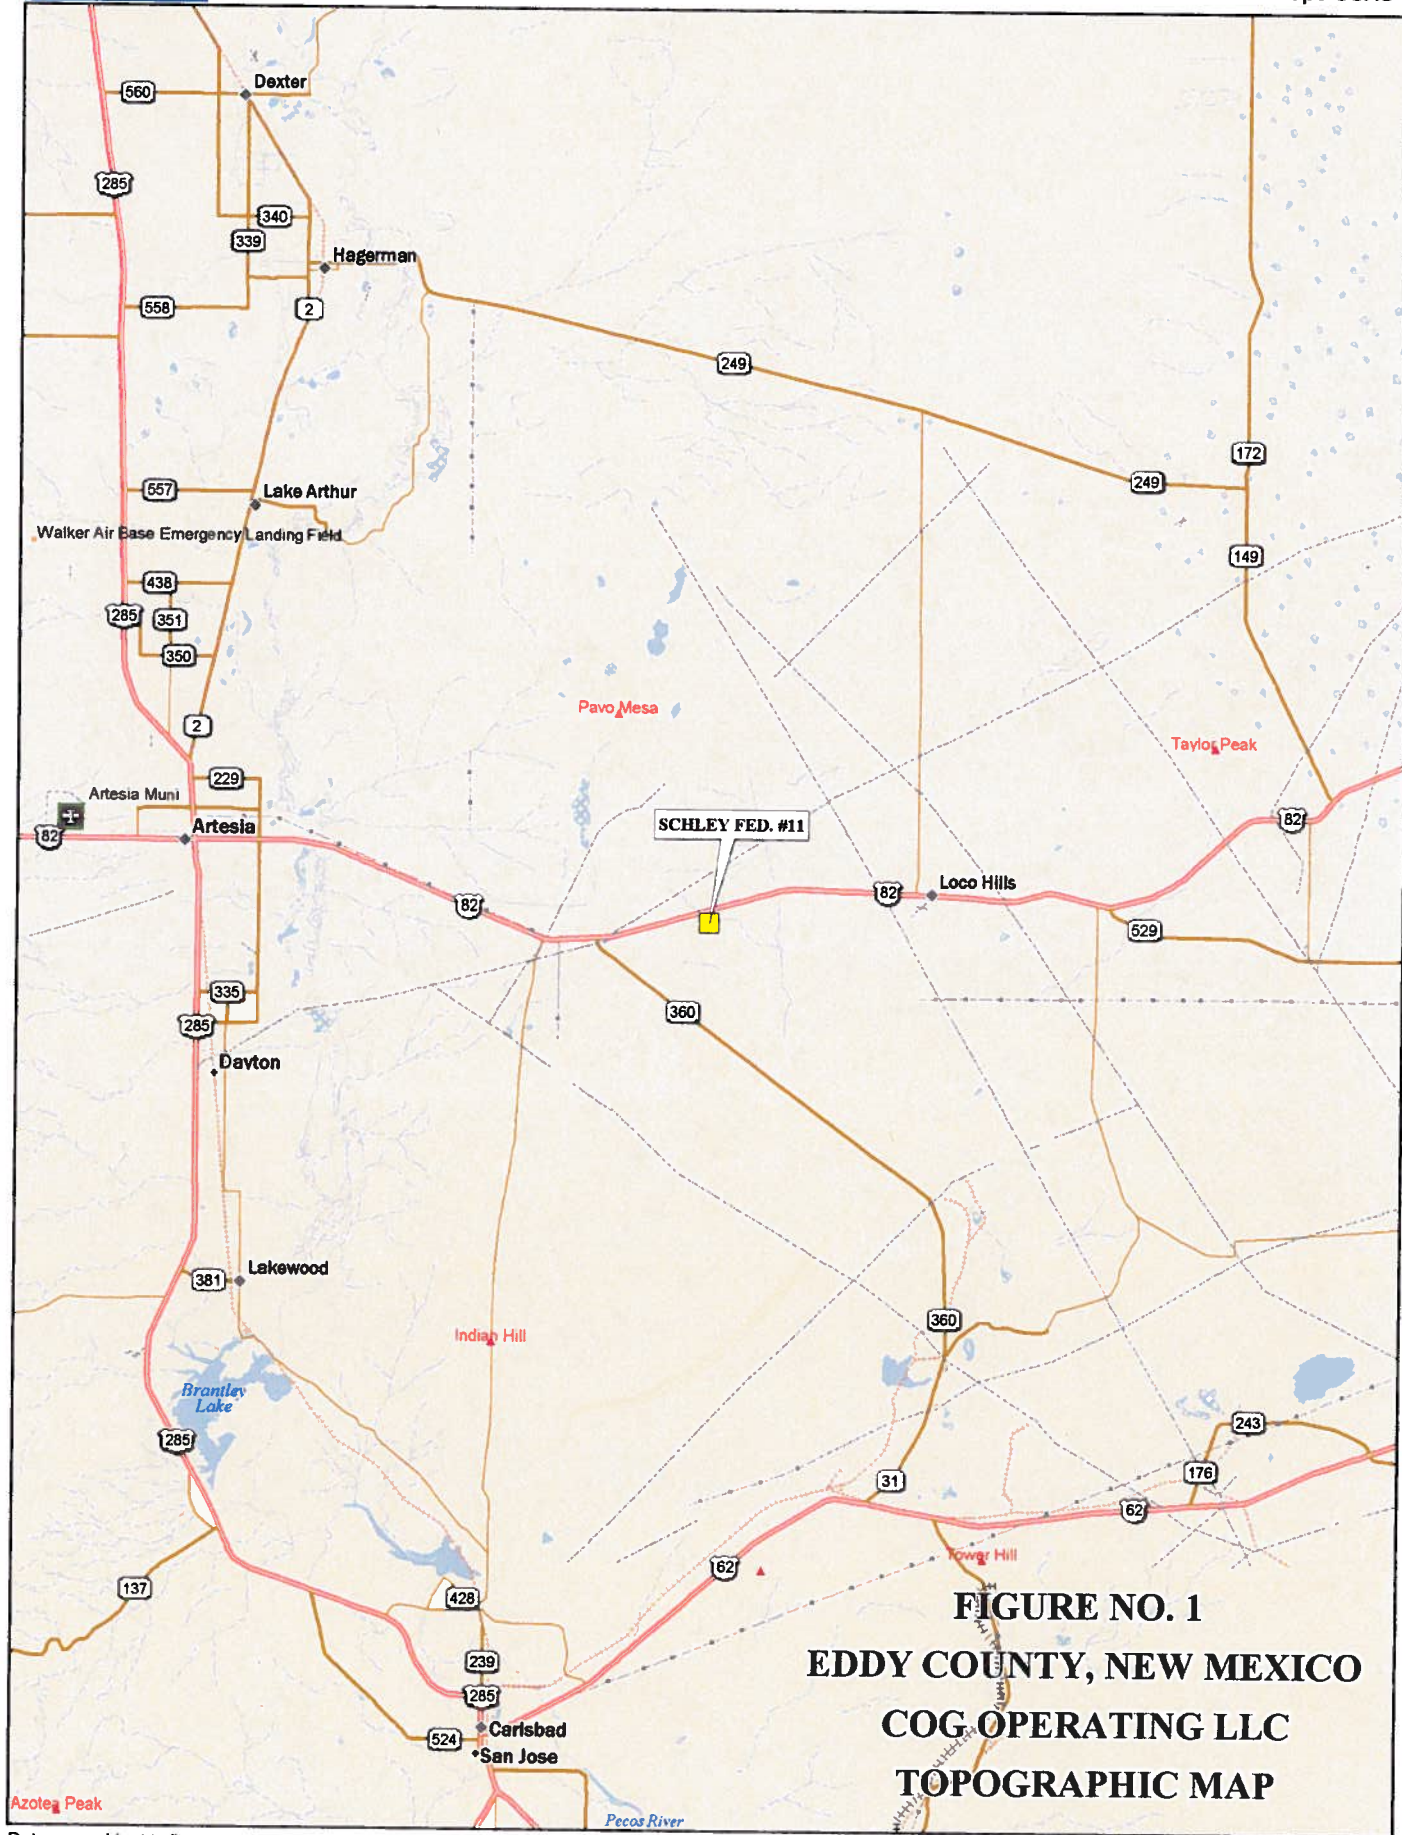 Dexter
560
285
340
339
Hagerman
558
2
249
172
249
557
Lake Arthur
Walker Air Base Emergency Landing Field
149
438
285
351
350
Pavo Mesa
2
Taylor Peak
229
Artesia Muni
82
Artesia
SCHLEY FED. #11
82
82
Loco Hills
82
529
335
285
360
Dayton
381
Lakewood
360
Indian Hill
Brantley
Lake
285
243
176
31
62
62
Tower Hill
137
428
239
285
Carlsbad
524
San Jose
FIGURE NO. 1
EDDY COUNTY, NEW MEXICO
COG OPERATING LLC
TOPOGRAPHIC MAP
Azotea Peak
Pecos River